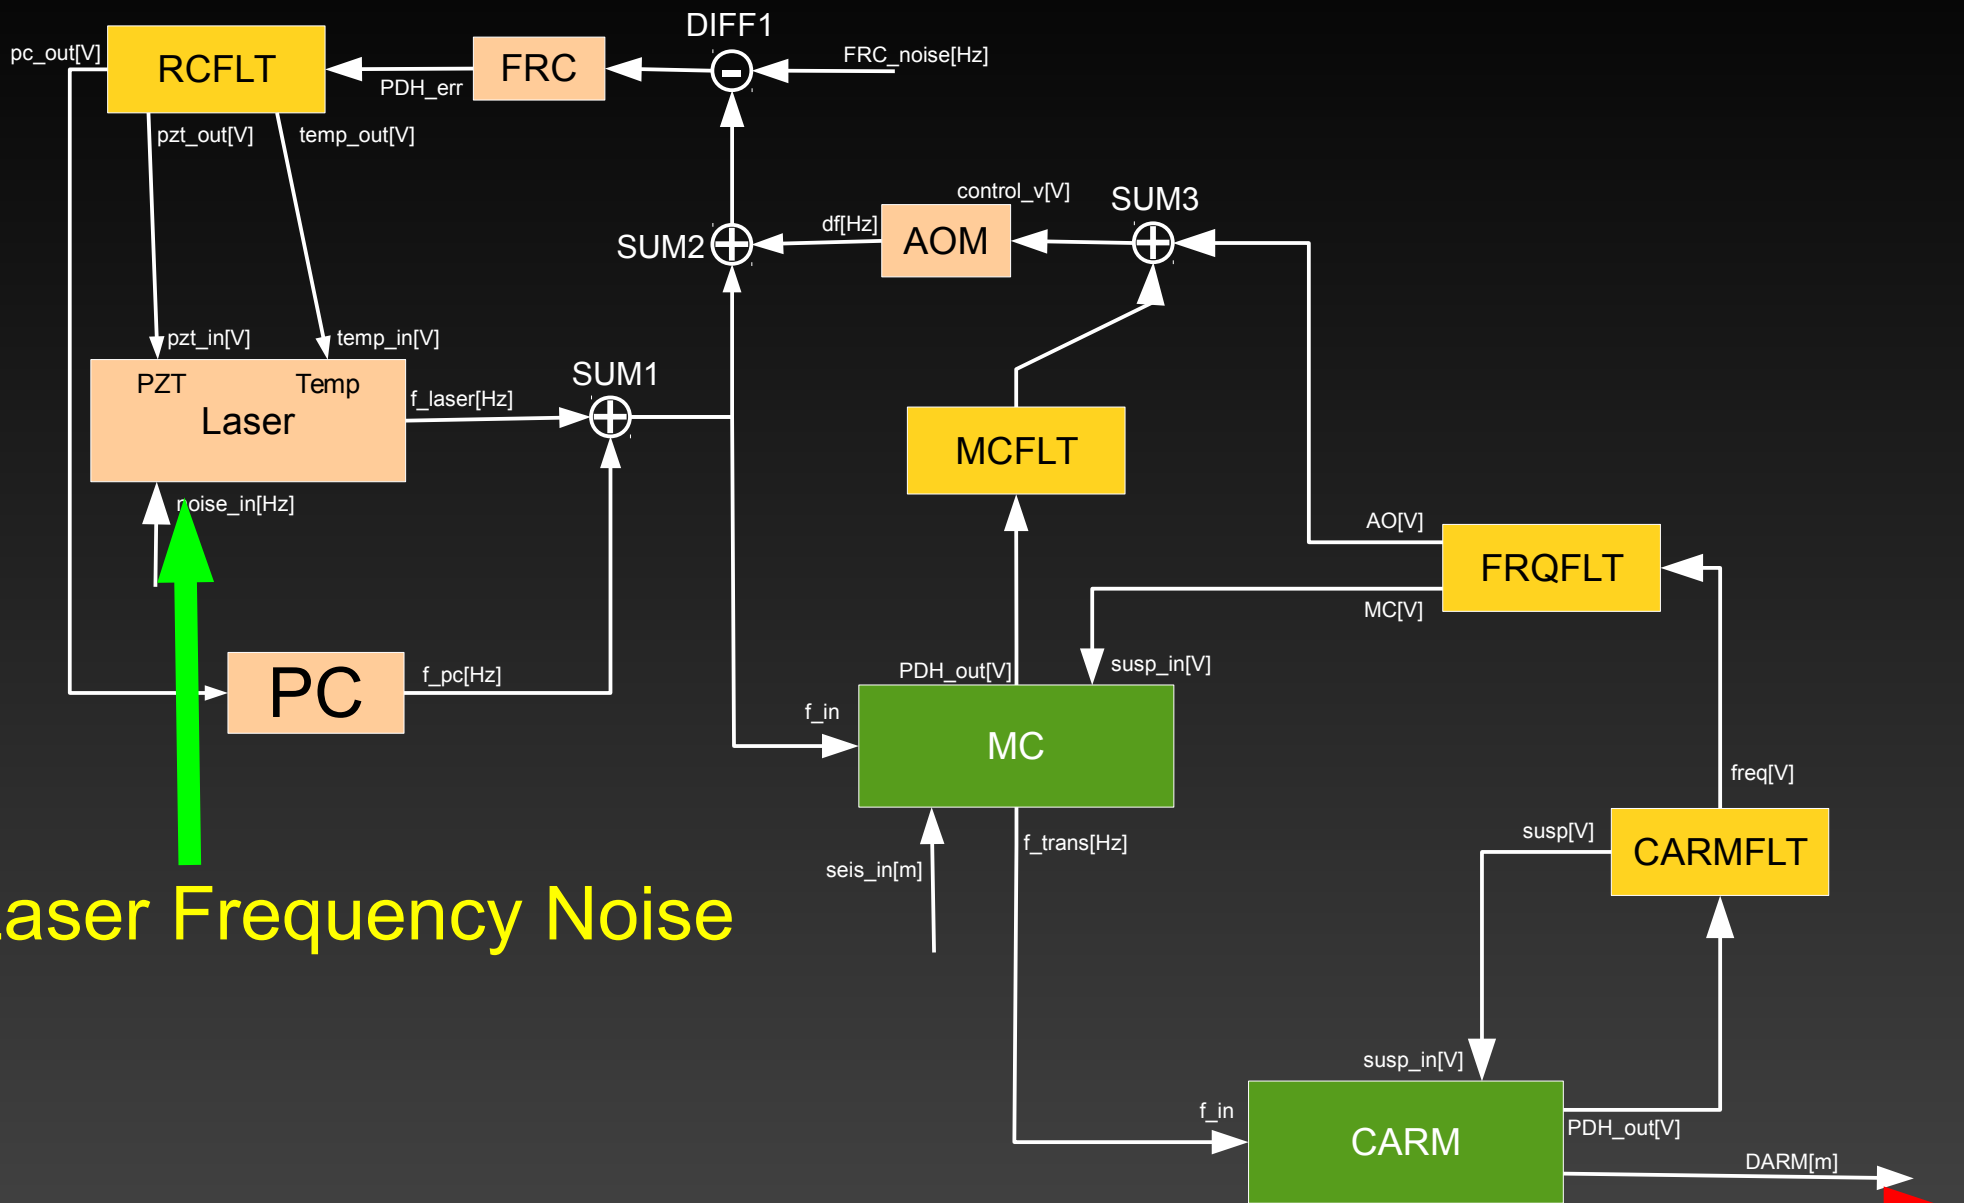 DIFF1
pc_out[V]
RCFLT
FRC
FRC_noise[Hz]
PDH_err
pzt_out[V]
temp_out[V]
control_v[V]
SUM3
df[Hz]
AOM
SUM2
pzt_in[V]
temp_in[V]
PZT
Temp
Laser
f_laser[Hz]
SUM1
MCFLT
noise_in[Hz]
AO[V]
FRQFLT
MC[V]
PC
f_pc[Hz]
PDH_out[V]
susp_in[V]
f_in
MC
freq[V]
f_trans[Hz]
susp[V]
CARMFLT
seis_in[m]
aser Frequency Noise
susp_in[V]
f_in
CARM
PDH_out[V]
DARM[m]